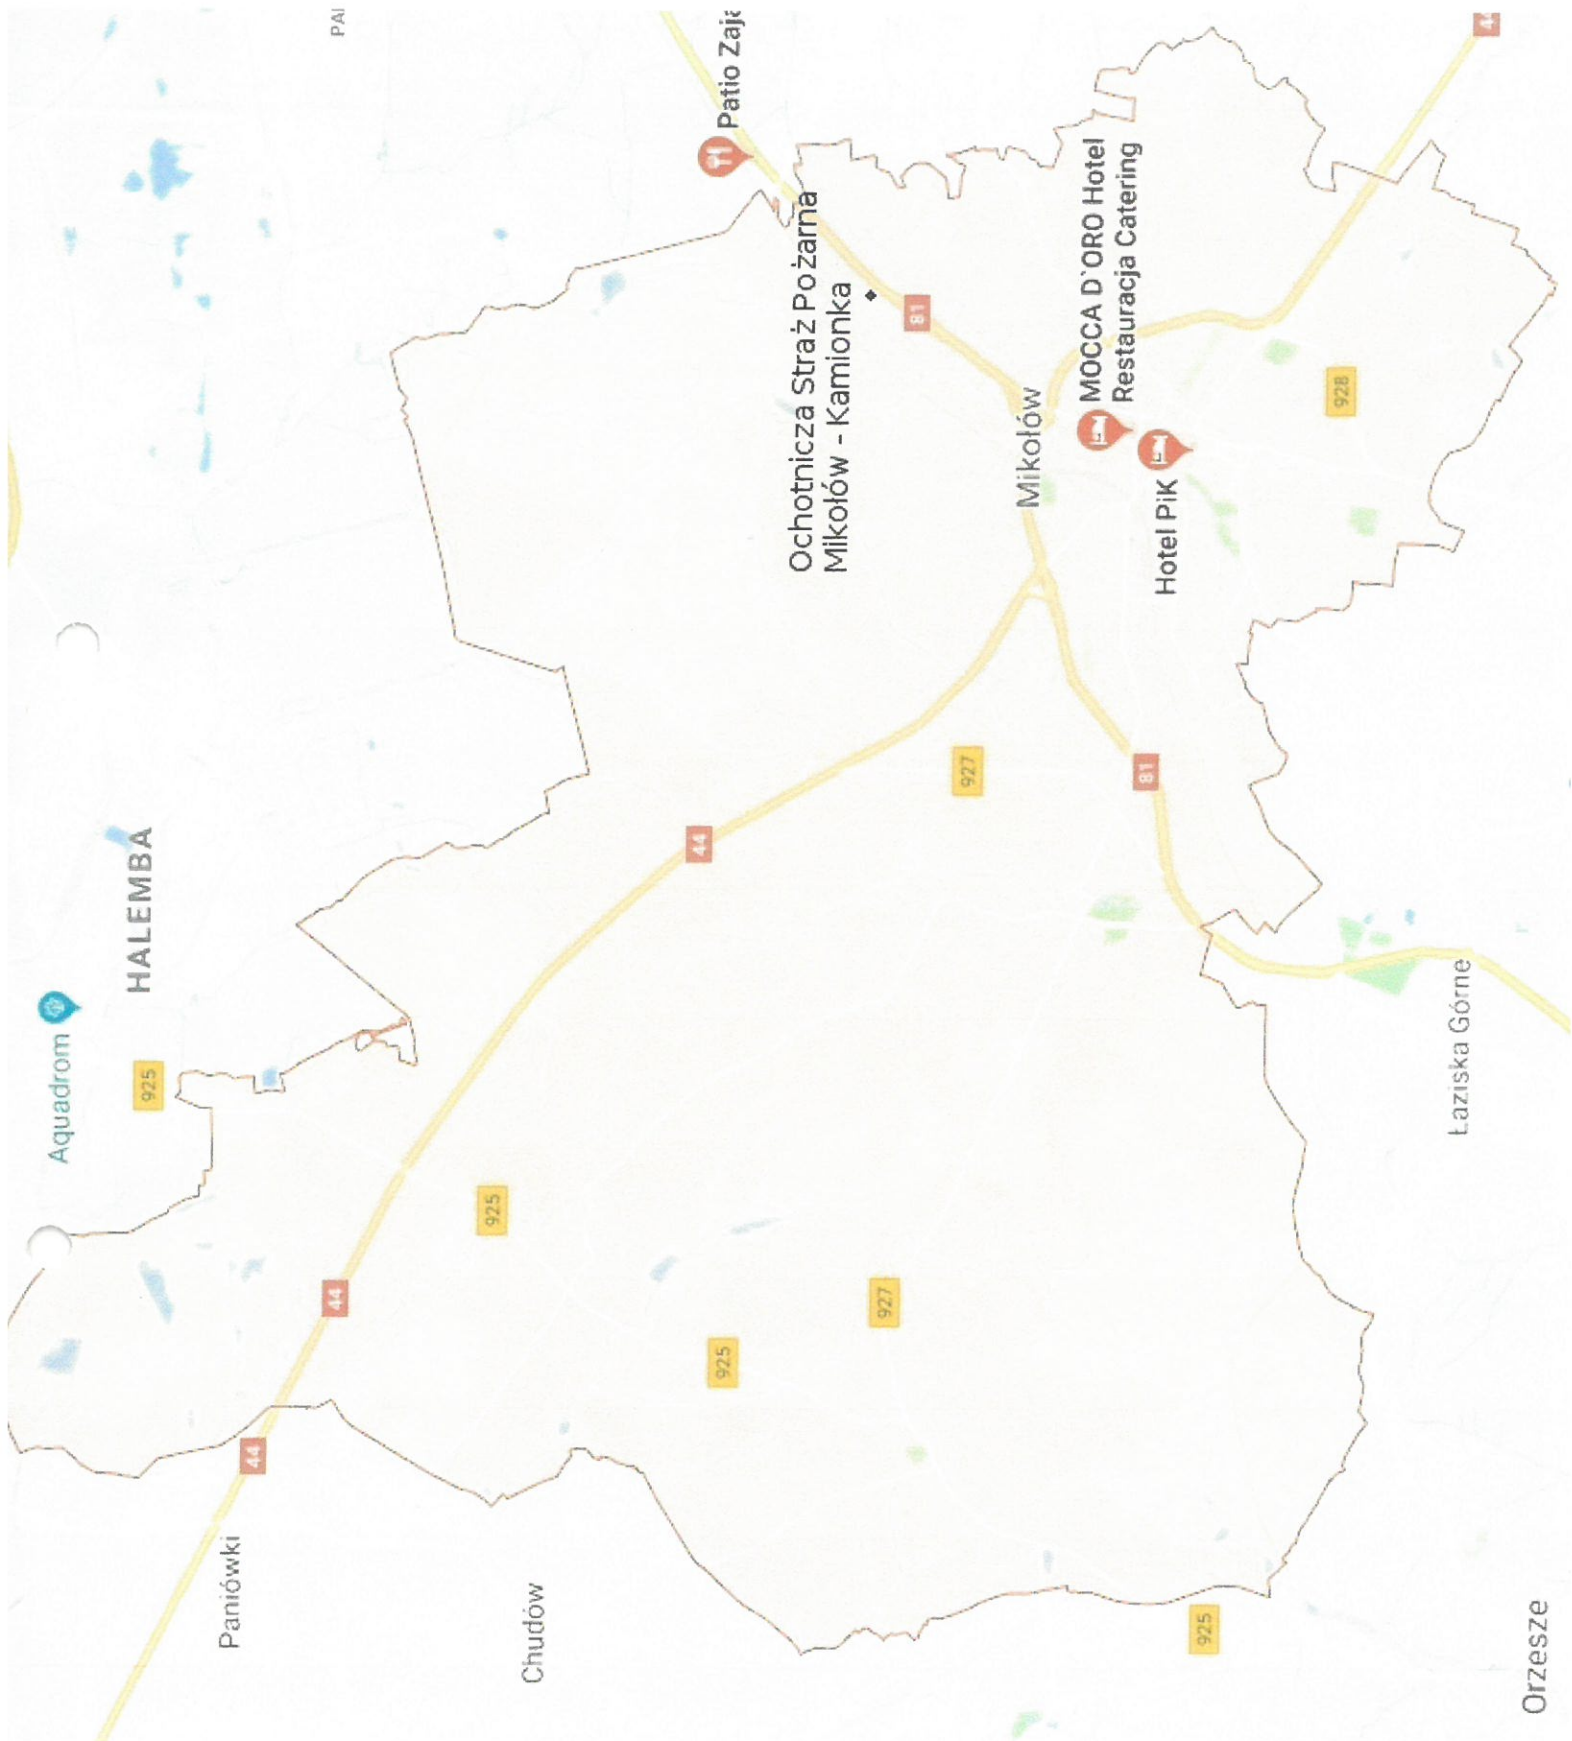 Aquadrom
925
HALEMBA
Paniówki
44
44
925
Chudów
44
925
Patio
Ochotnicza Straż Pożarna
Mikołów - Kamionka
927
81
927
Mikołów
MOCCA D`ORO Hotel
Restauracja Catering
81
Hotel PiK
925
928
Łaziska Górne
Orzesze